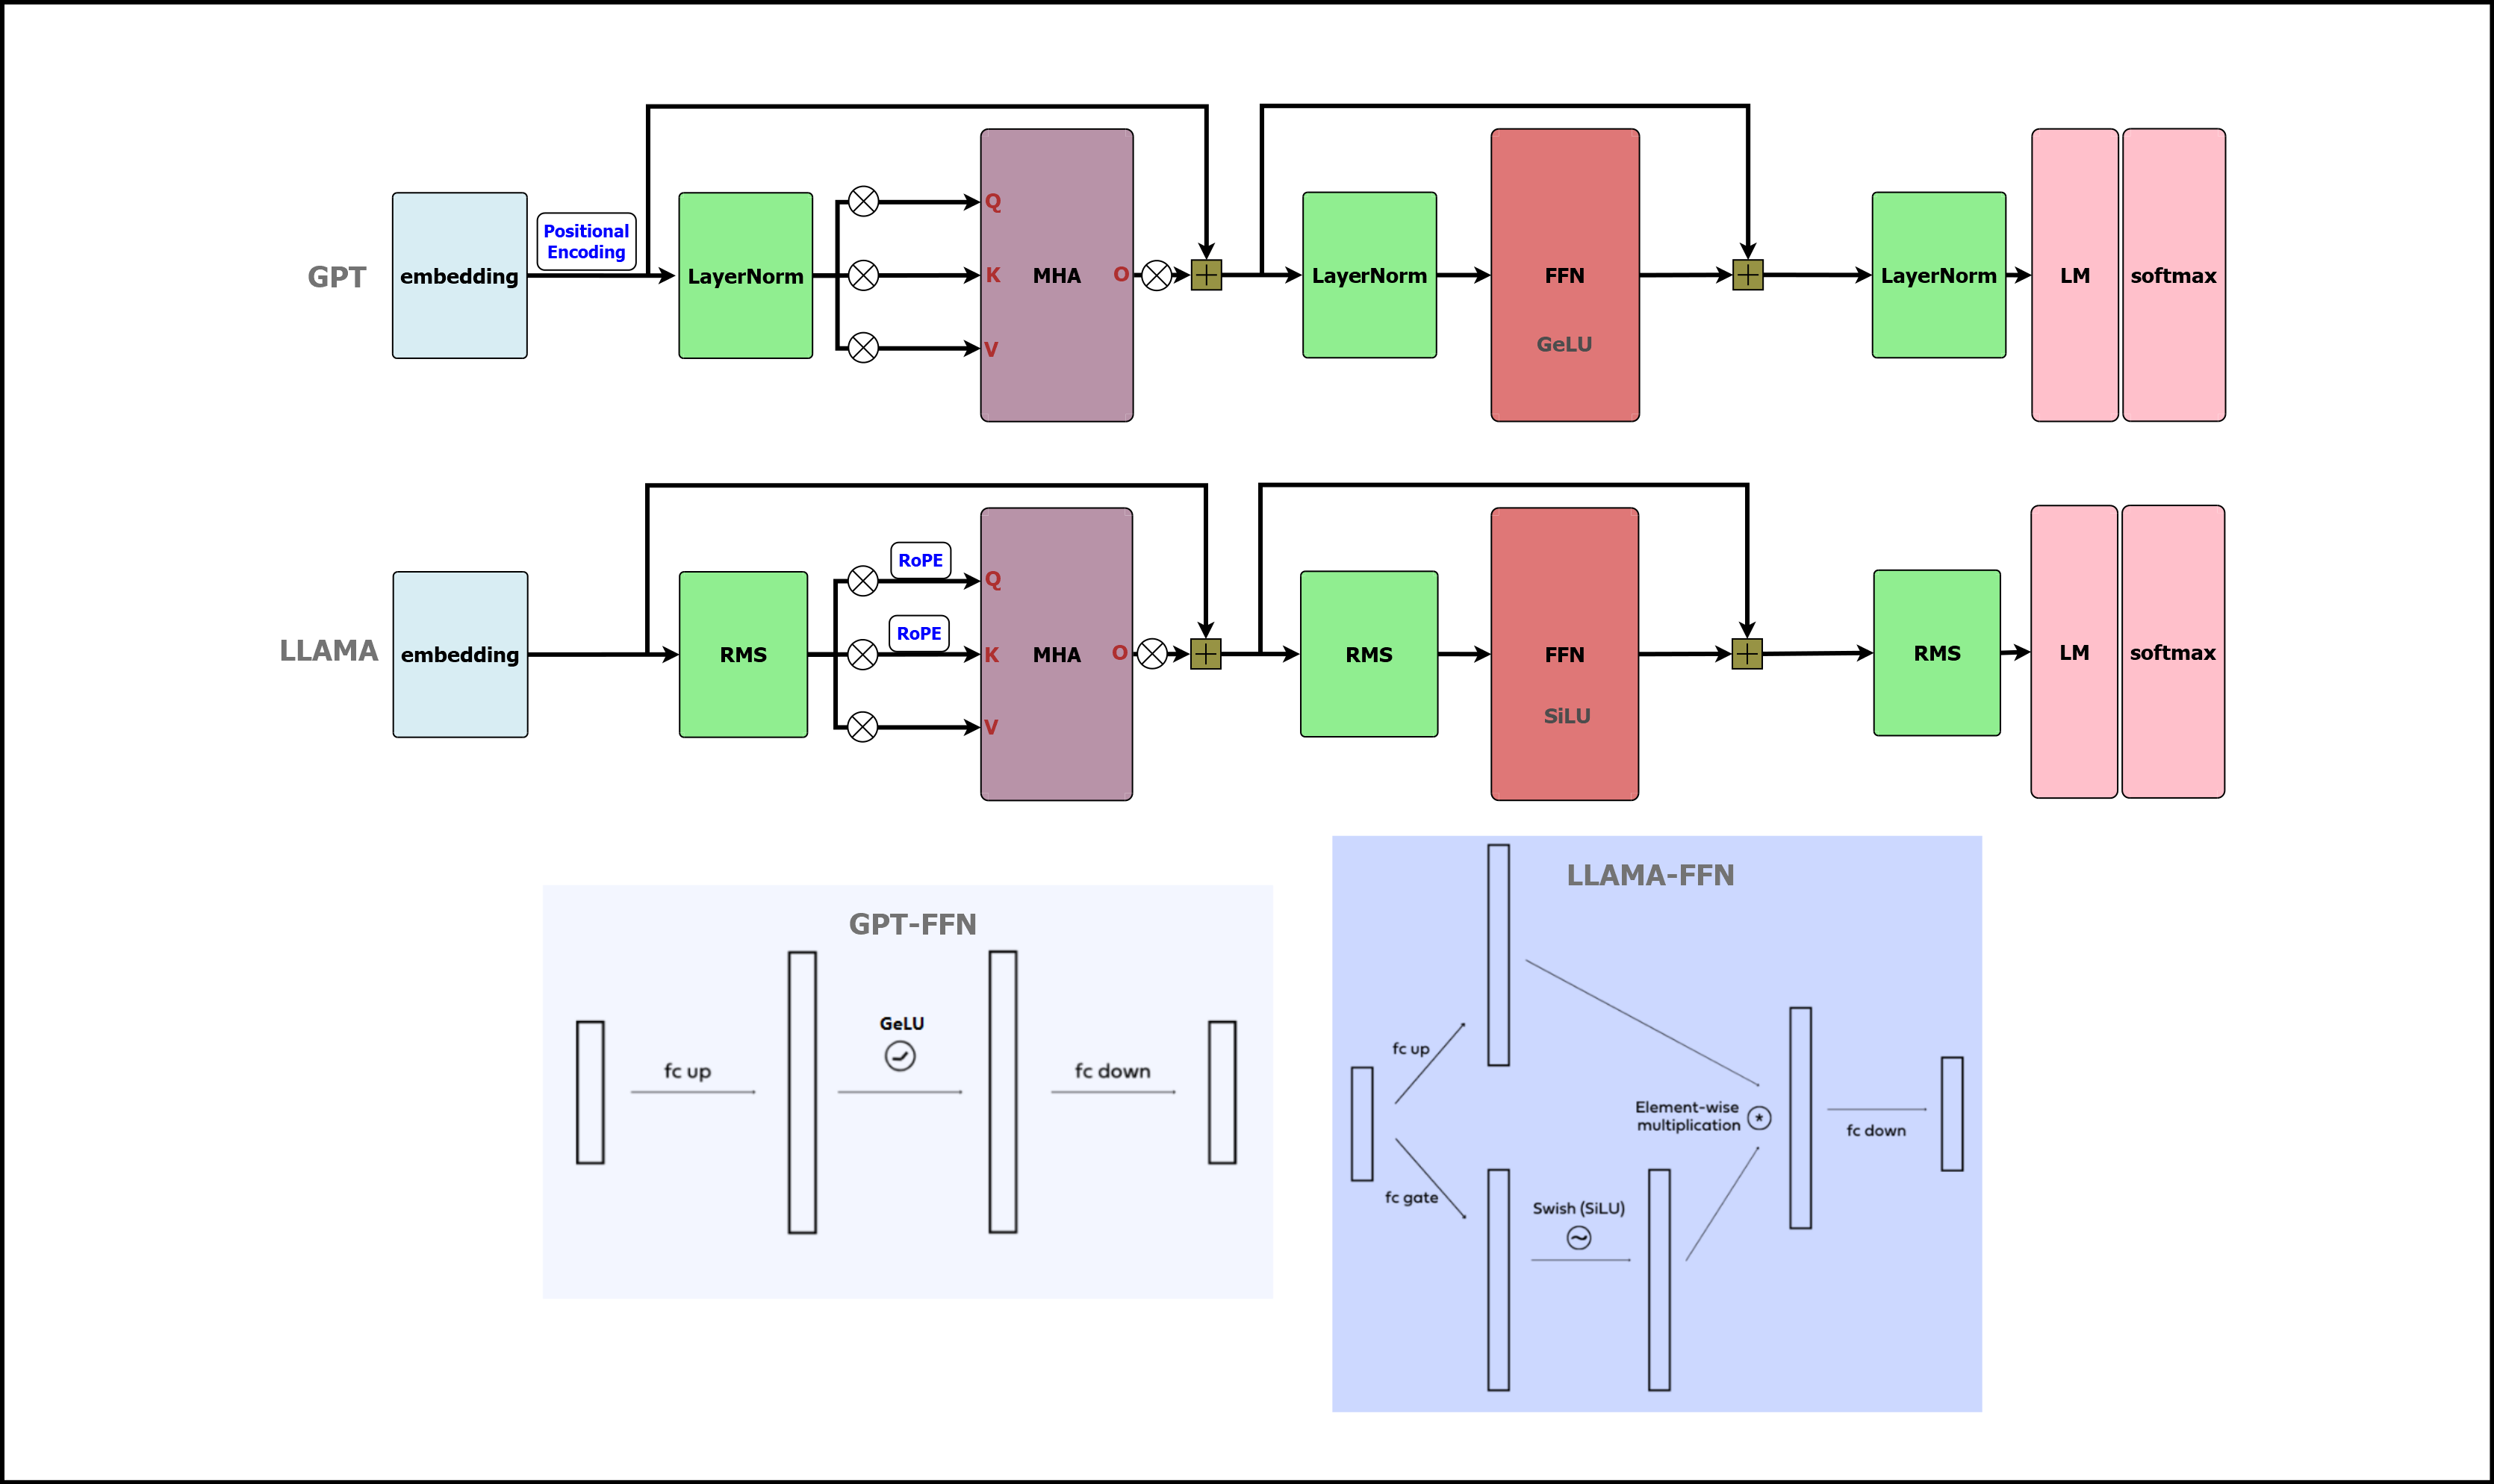 GPT
embedding
Positional
Encoding
LayerNorm
Q
K
V
MHA
O
LayerNorm
FFN
GeLU
LayerNorm
LM
softmax
LLAMA
embedding
RMS
RoPE
RoPE
Q
K
V
MHA
O
RMS
FFN
SiLU
RMS
LM
softmax
GPT-FFN
fc up
GeLU
fc down
LLAMA-FFN
fc up
fc gate
Swish (SiLU)
Element-wise
multiplication
*
fc down